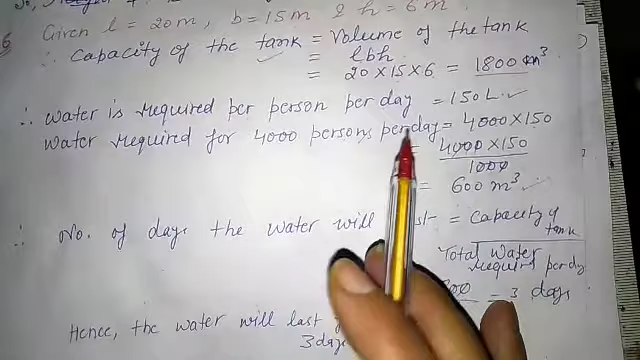 Given l = 20m, b = 15m & h = 6m.
6
∴ Capacity of the tank = Volume of the tank
= lbh
= 20×15×6 = 1800 m³
∴ Water is required per person per day = 150 L.
Water required for 4000 persons per day = 4000×150
= 4000×150
1000
= 600 m³
∴ No. of days the water will = Capacity of tank
Total water require per day
= 3 days
Hence, the water will last
3 days